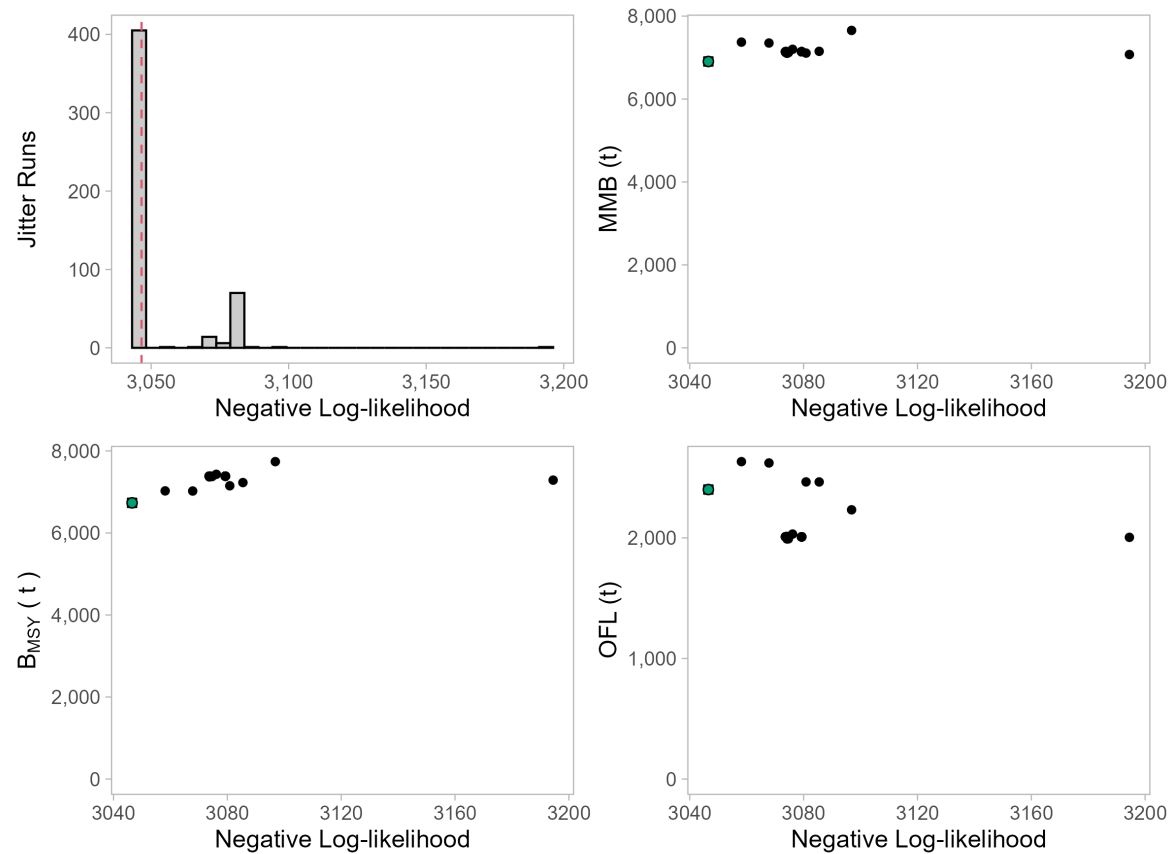 400
300
200
100
0
3,050 3,100 3,150 3,200
Negative Log-likelihood
Jitter Runs
8,000
6,000
4,000
2,000
0
3040 3080 3120 3160 3200
Negative Log-likelihood
MMB (t)
8,000
6,000
4,000
2,000
0
3040 3080 3120 3160 3200
Negative Log-likelihood
BMSY ( t )
2,000
1,000
0
3040 3080 3120 3160 3200
Negative Log-likelihood
OFL (t)